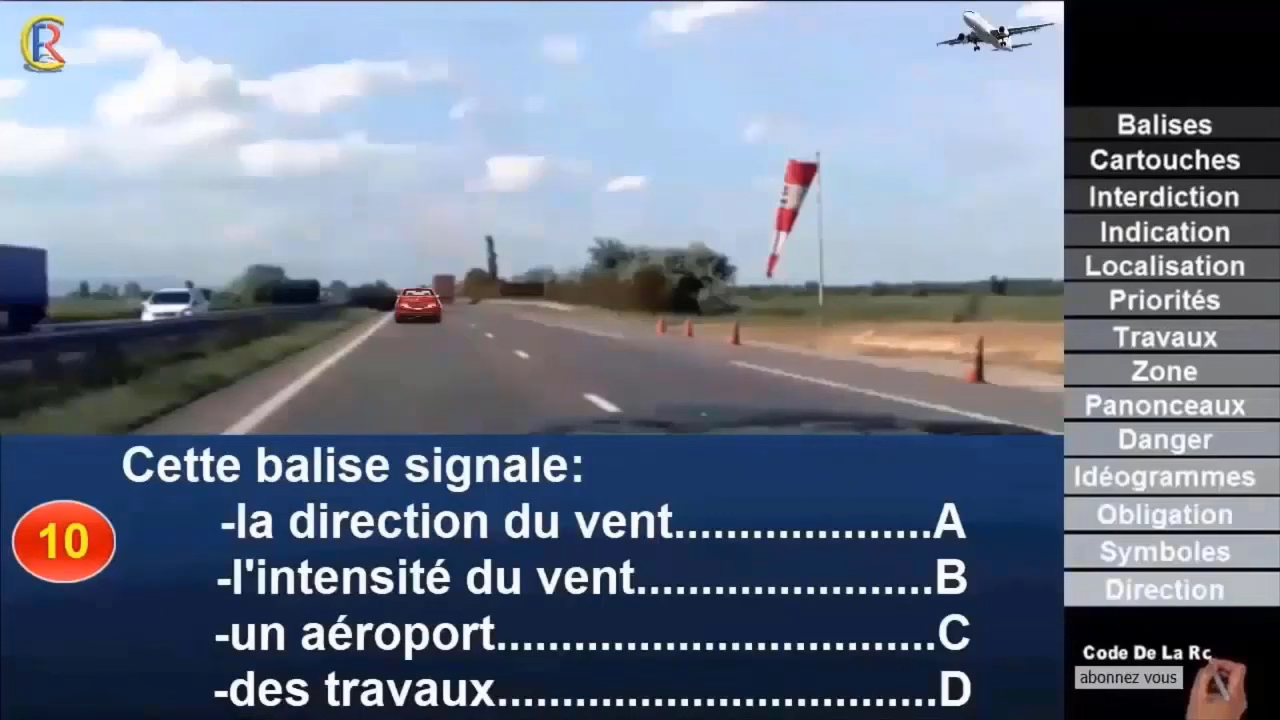 Cette balise signale:
10
-la direction du vent....................A
-l'intensité du vent.......................B
-un aéroport..................................C
-des travaux..................................D
Balises
Cartouches
Interdiction
Indication
Localisation
Priorités
Travaux
Zone
Panonceaux
Danger
Idéogrammes
Obligation
Symboles
Direction
Code De La Rc
abonnez vous